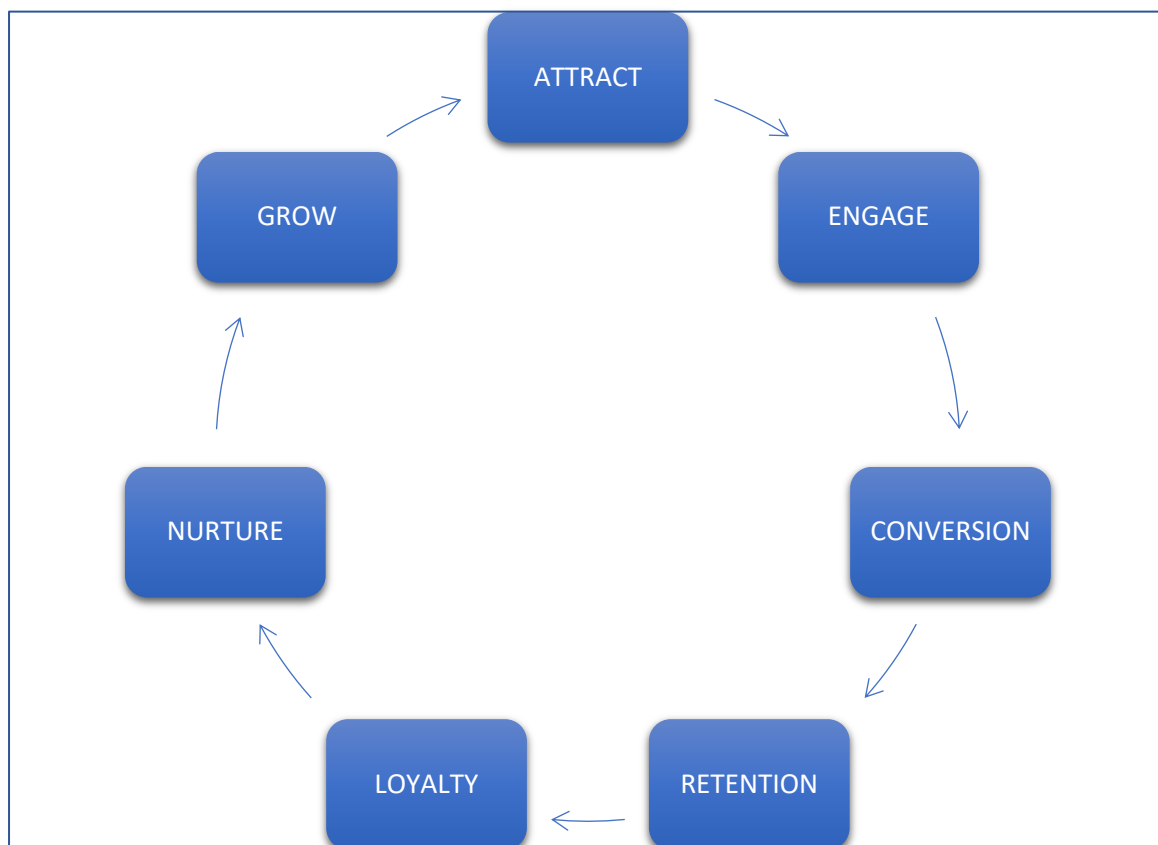 ATTRACT
ENGAGE
CONVERSION
RETENTION
LOYALTY
NURTURE
GROW